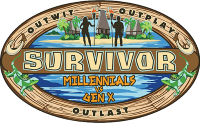 OUTWIT OUTPLAY
SURVIVOR
MILLENNIALS
vs
GEN X
OUTLAST